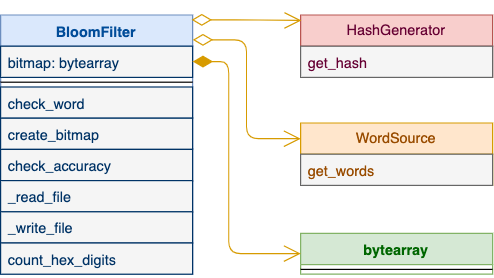 BloomFilter
bitmap: bytearray
check_word
create_bitmap
check_accuracy
_read_file
_write_file
count_hex_digits
HashGenerator
get_hash
WordSource
get_words
bytearray